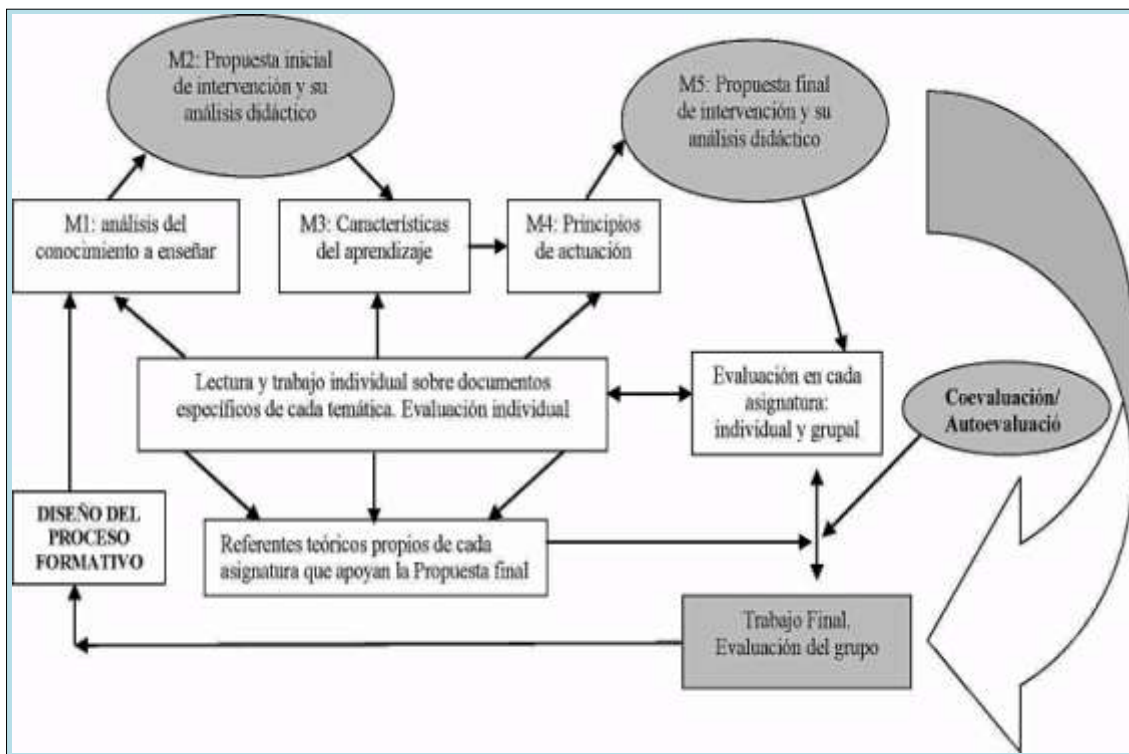 M2: Propuesta inicial
de intervención y su
análisis didáctico
M5: Propuesta final
de intervención y su
análisis didáctico
M1: análisis del
conocimiento a enseñar
M3: Características
del aprendizaje
M4: Principios
de actuación
Lectura y trabajo individual sobre documentos
específicos de cada temática. Evaluación individual
Evaluación en cada
asignatura:
individual y grupal
Coevaluación/
Autoevaluació
DISEÑO DEL
PROCESO
FORMATIVO
Referentes teóricos propios de cada
asignatura que apoyan la Propuesta final
Trabajo Final.
Evaluación del grupo